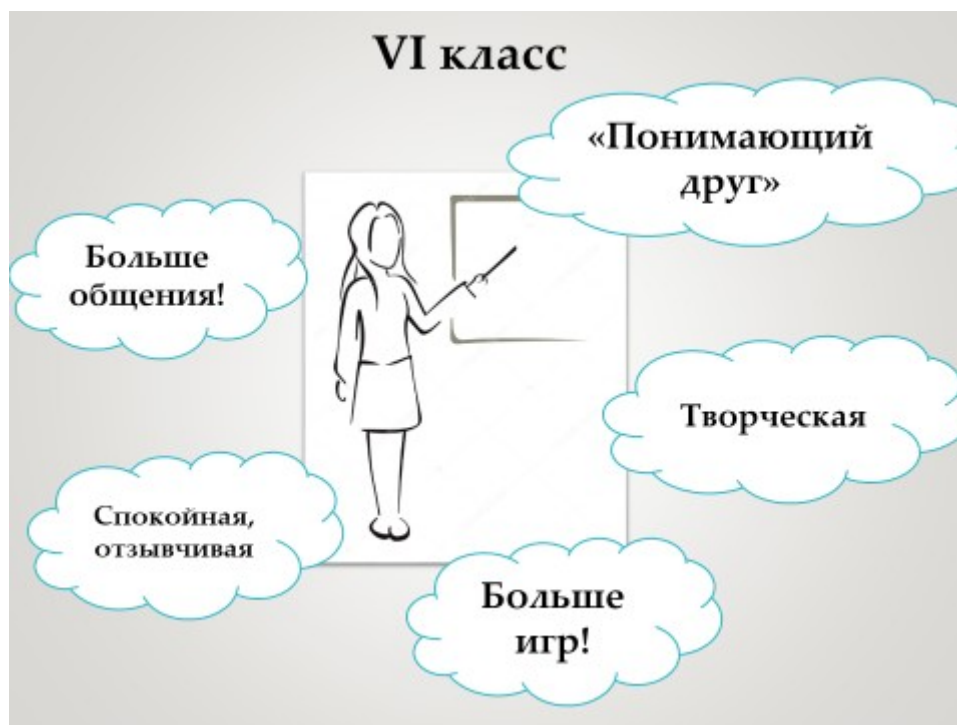 VI класс
«Понимающий
друг»
Больше
общения!
Творческая
Спокойная,
отзывчивая
Больше
игр!